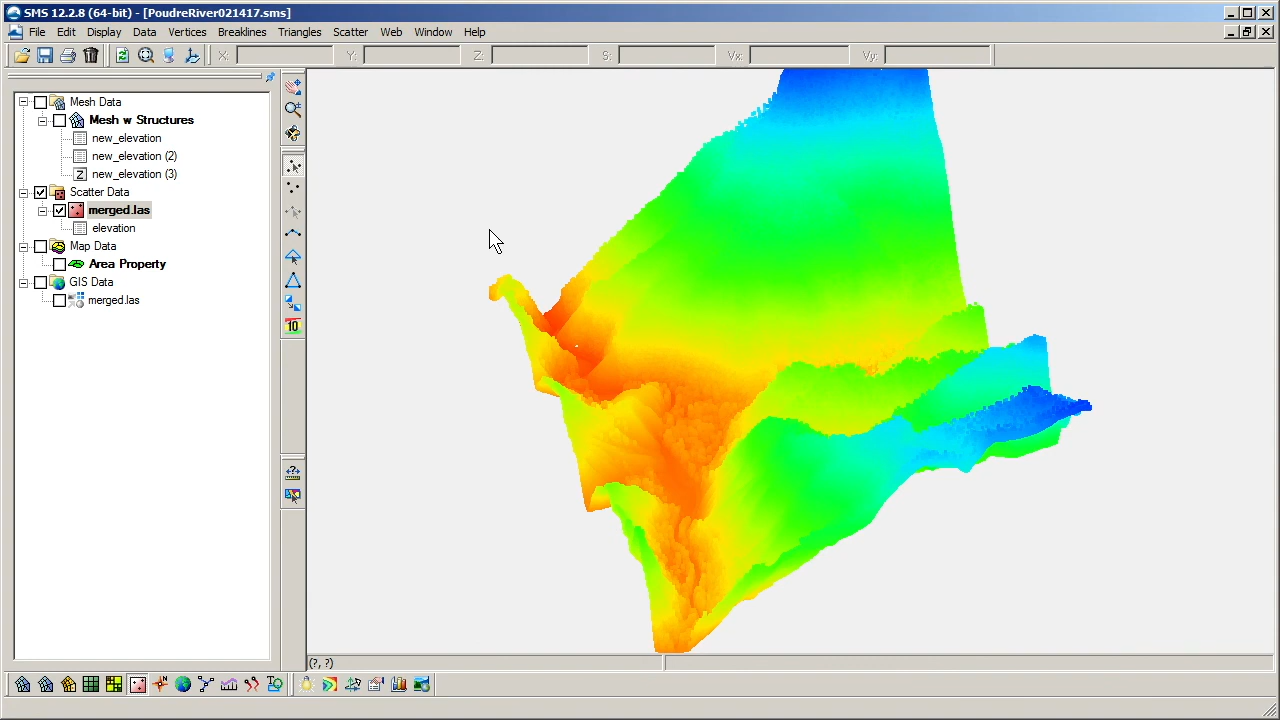 SMS 12.2.8 (64-bit) - [PoudreRiver021417.sms]
File Edit Display Data Vertices Breaklines Triangles Scatter Web Window Help
X: Y: Z: S: Vx: Vy:
Mesh Data
Mesh w Structures
new_elevation
new_elevation (2)
Z new_elevation (3)
Scatter Data
merged.las
elevation
Map Data
Area Property
GIS Data
merged.las
10
(?, ?)